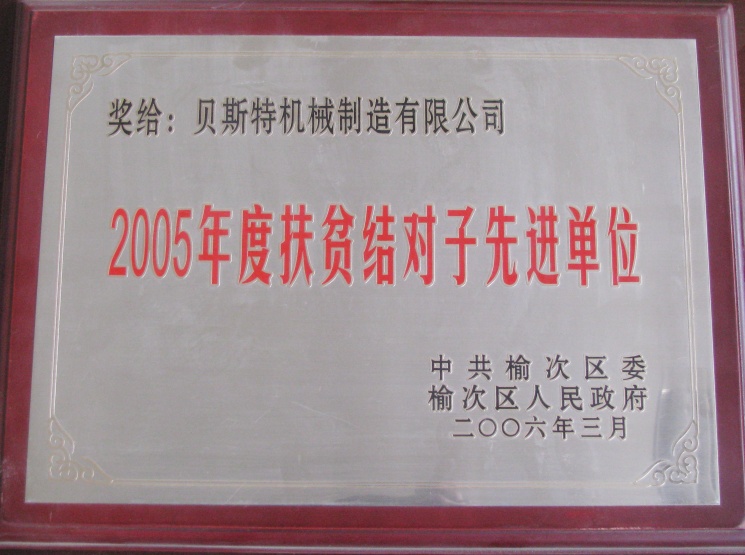 奖给：贝斯特机械制造有限公司
2005年度扶贫结对子先进单位
中共榆次区委
榆次区人民政府
二〇〇六年三月